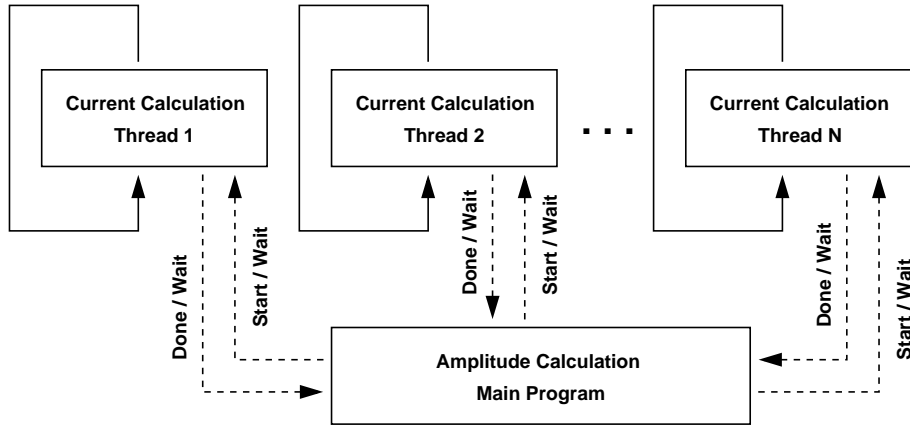 Current Calculation
Thread 1
Current Calculation
Thread 2
. . .
Current Calculation
Thread N
Done / Wait
Start / Wait
Done / Wait
Start / Wait
Done / Wait
Start / Wait
Amplitude Calculation
Main Program